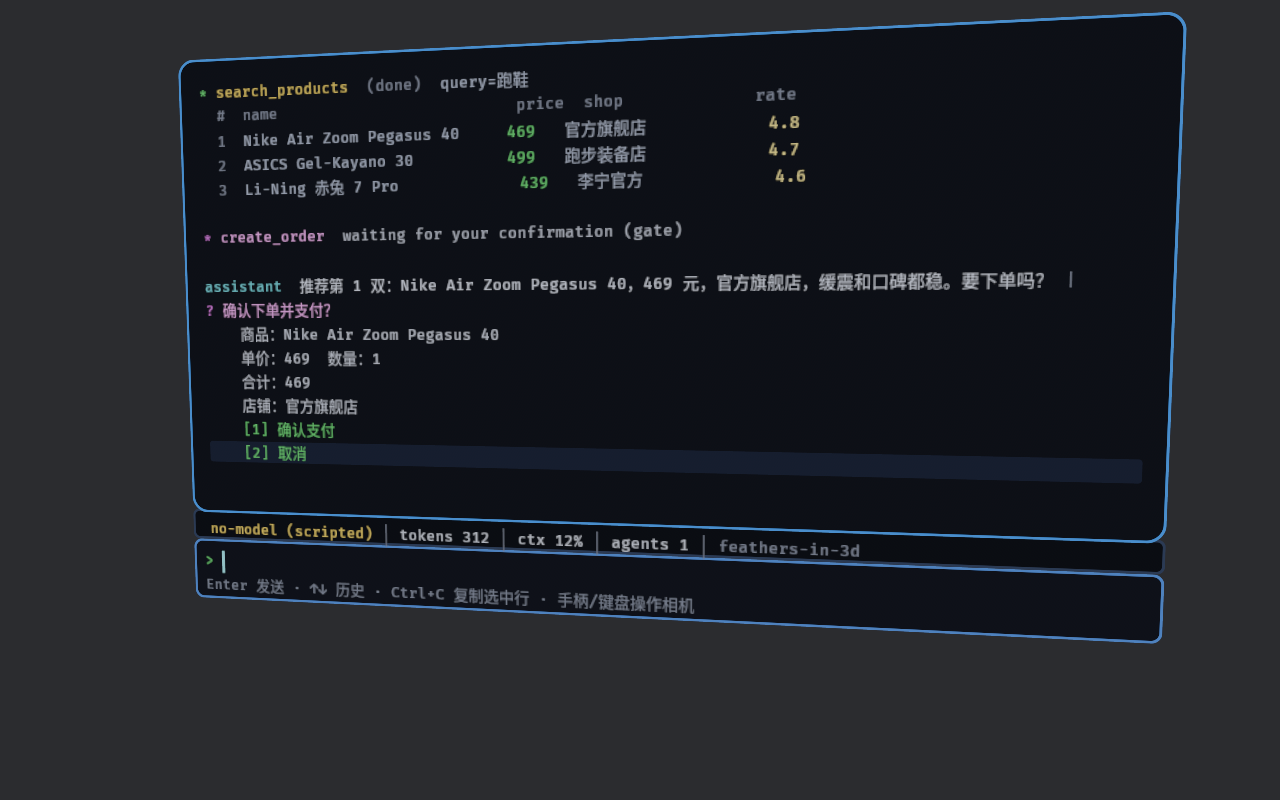 * search_products (done) query=跑鞋
# name price shop rate
1 Nike Air Zoom Pegasus 40 469 官方旗舰店 4.8
2 ASICS Gel-Kayano 30 499 跑步装备店 4.7
3 Li-Ning 赤兔 7 Pro 439 李宁官方 4.6
* create_order waiting for your confirmation (gate)
assistant 推荐第 1 双: Nike Air Zoom Pegasus 40, 469 元, 官方旗舰店, 缓震和口碑都稳。要下单吗? |
? 确认下单并支付?
商品: Nike Air Zoom Pegasus 40
单价: 469 数量: 1
合计: 469
店铺: 官方旗舰店
[1] 确认支付
[2] 取消
no-model (scripted) │ tokens 312 │ ctx 12% │ agents 1 │ feathers-in-3d
>
Enter 发送 · ↑↓ 历史 · Ctrl+C 复制选中行 · 手柄/键盘操作相机